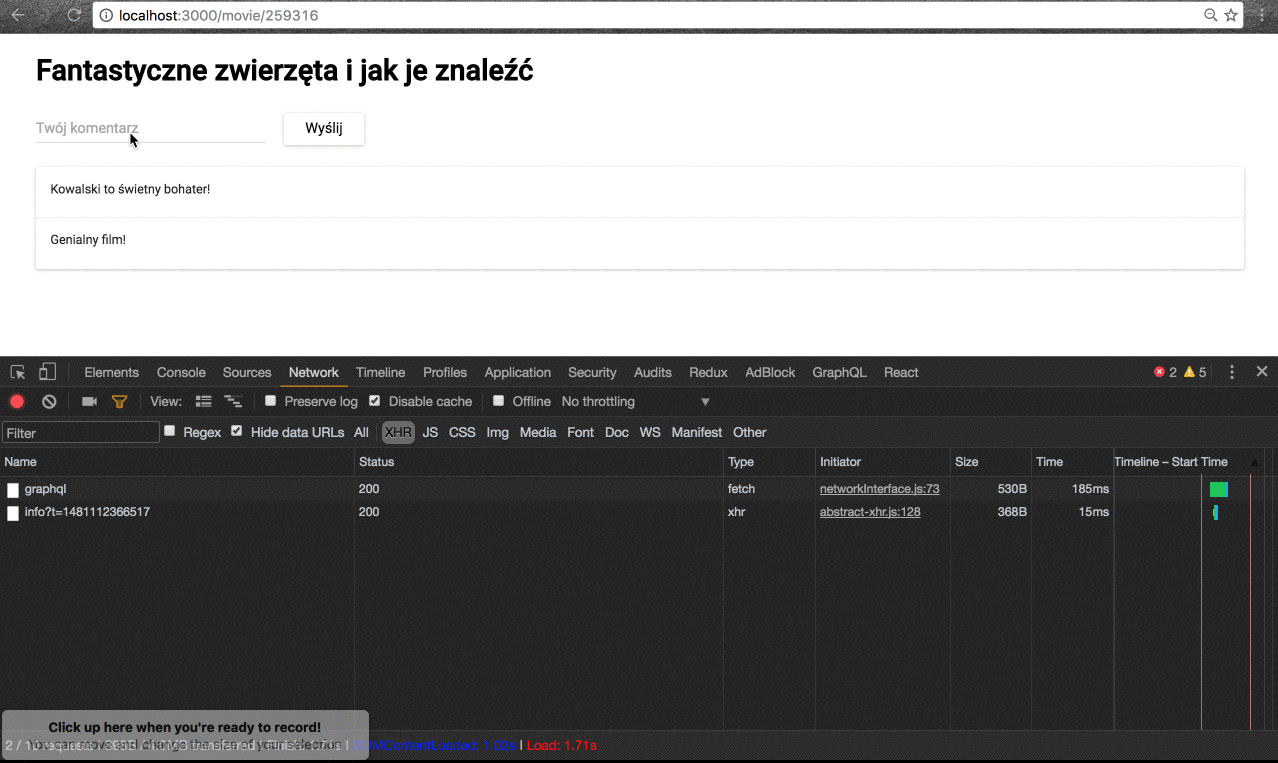 localhost:3000/movie/259316
Fantastyczne zwierzęta i jak je znaleźć
Twój komentarz
Wyślij
Kowalski to świetny bohater!
Genialny film!
Elements Console Sources Network Timeline Profiles Application Security Audits Redux AdBlock GraphQL React 2 5
View: Preserve log Disable cache Offline No throttling
Filter Regex Hide data URLs All XHR JS CSS Img Media Font Doc WS Manifest Other
Name Status Type Initiator Size Time Timeline – Start Time
graphql 200 fetch networkInterface.js:73 530B 185ms
info?t=1481112366517 200 xhr abstract-xhr.js:128 368B 15ms
Click up here when you're ready to record!
You can move and change the size of your selection
DOMContentLoaded: 1.02s | Load: 1.71s